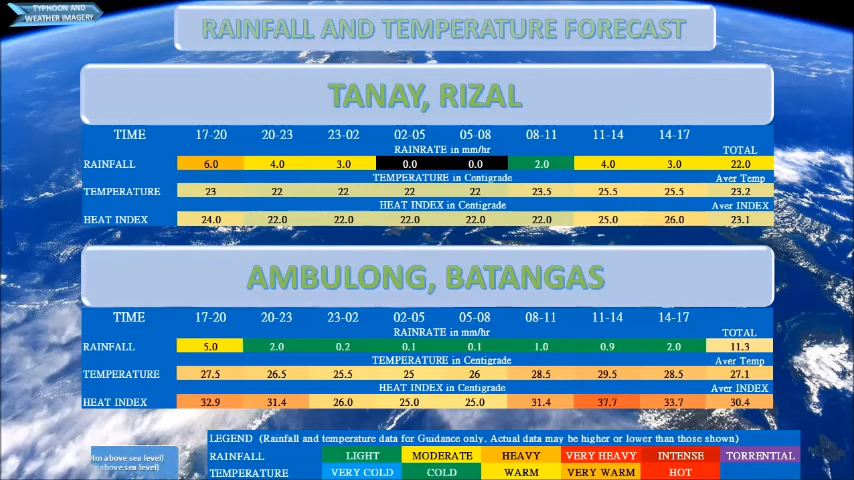 TYPHOON AND
WEATHER IMAGERY
RAINFALL AND TEMPERATURE FORECAST
TANAY, RIZAL
TIME 17-20 20-23 23-02 02-05 05-08 08-11 11-14 14-17
RAINRATE in mm/hr TOTAL
RAINFALL 6.0 4.0 3.0 0.0 0.0 2.0 4.0 3.0 22.0
TEMPERATURE in Centigrade Aver Temp
TEMPERATURE 23 22 22 22 22 23.5 25.5 25.5 23.2
HEAT INDEX in Centigrade Aver INDEX
HEAT INDEX 24.0 22.0 22.0 22.0 22.0 22.0 25.0 26.0 23.1
AMBULONG, BATANGAS
TIME 17-20 20-23 23-02 02-05 05-08 08-11 11-14 14-17
RAINRATE in mm/hr TOTAL
RAINFALL 5.0 2.0 0.2 0.1 0.1 1.0 0.9 2.0 11.3
TEMPERATURE in Centigrade Aver Temp
TEMPERATURE 27.5 26.5 25.5 25 26 28.5 29.5 28.5 27.1
HEAT INDEX in Centigrade Aver INDEX
HEAT INDEX 32.9 31.4 26.0 25.0 25.0 31.4 37.7 33.7 30.4
LEGEND (Rainfall and temperature data for Guidance only. Actual data may be higher or lower than those shown)
RAINFALL LIGHT MODERATE HEAVY VERY HEAVY INTENSE TORRENTIAL
TEMPERATURE VERY COLD COLD WARM VERY WARM HOT
above sea level)
above sea level)